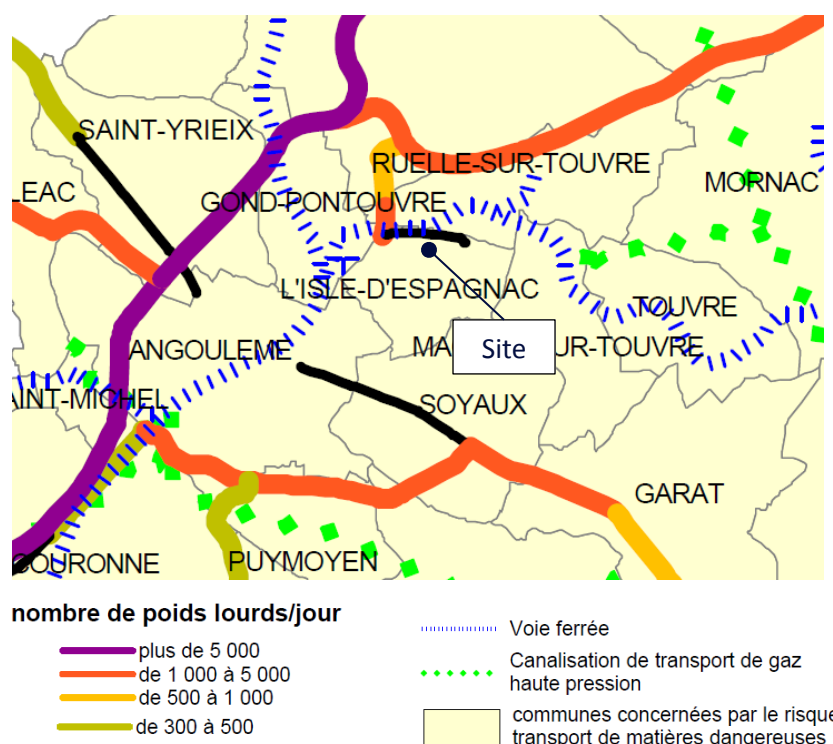 SAINT-YRIEIX
RUELLE-SUR-TOUVRE
LEAC
MORNAC
GOND-PONTOUVRE
L'ISLE-D'ESPAGNAC
TOUVRE
Site
ANGOULEME
MA UR-TOUVRE
AINT-MICHEL
SOYAUX
GARAT
COURONNE
PUYMOYEN
nombre de poids lourds/jour
plus de 5 000
de 1 000 à 5 000
de 500 à 1 000
de 300 à 500
Voie ferrée
Canalisation de transport de gaz
haute pression
communes concernées par le risque
transport de matières dangereuses